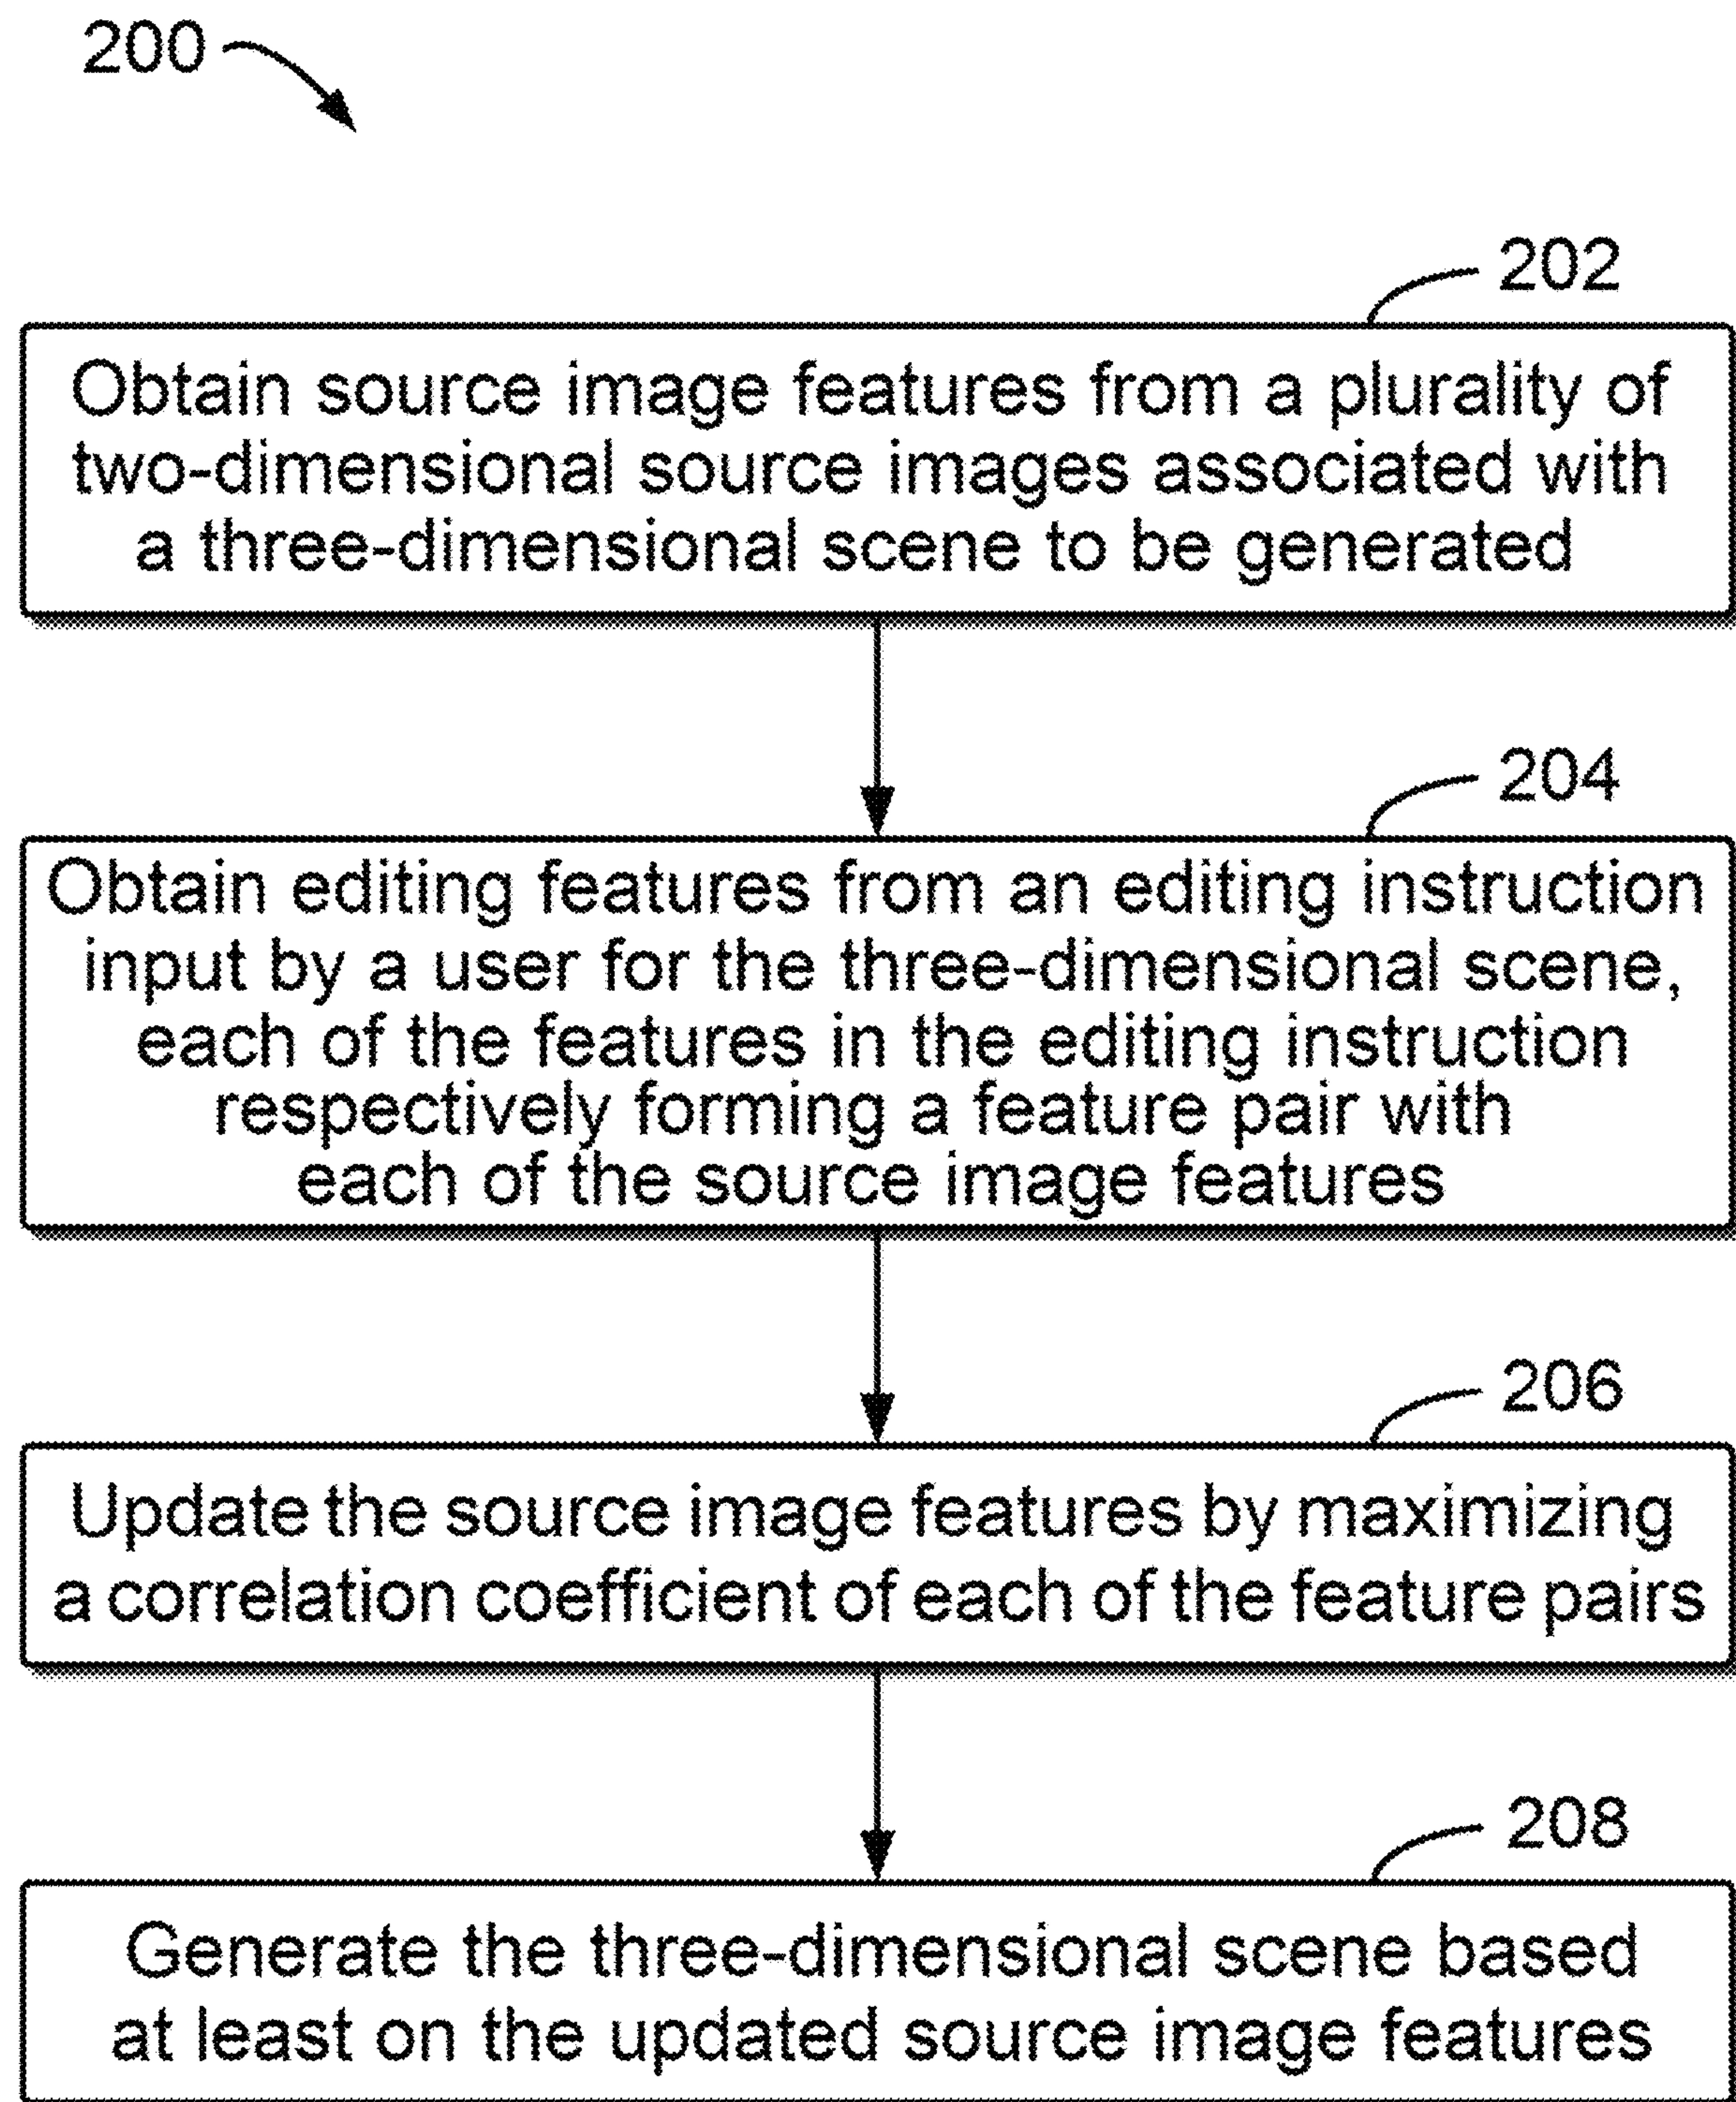 200
202
Obtain source image features from a plurality of
two-dimensional source images associated with
a three-dimensional scene to be generated
204
Obtain editing features from an editing instruction
input by a user for the three-dimensional scene,
each of the features in the editing instruction
respectively forming a feature pair with
each of the source image features
206
Update the source image features by maximizing
a correlation coefficient of each of the feature pairs
208
Generate the three-dimensional scene based
at least on the updated source image features